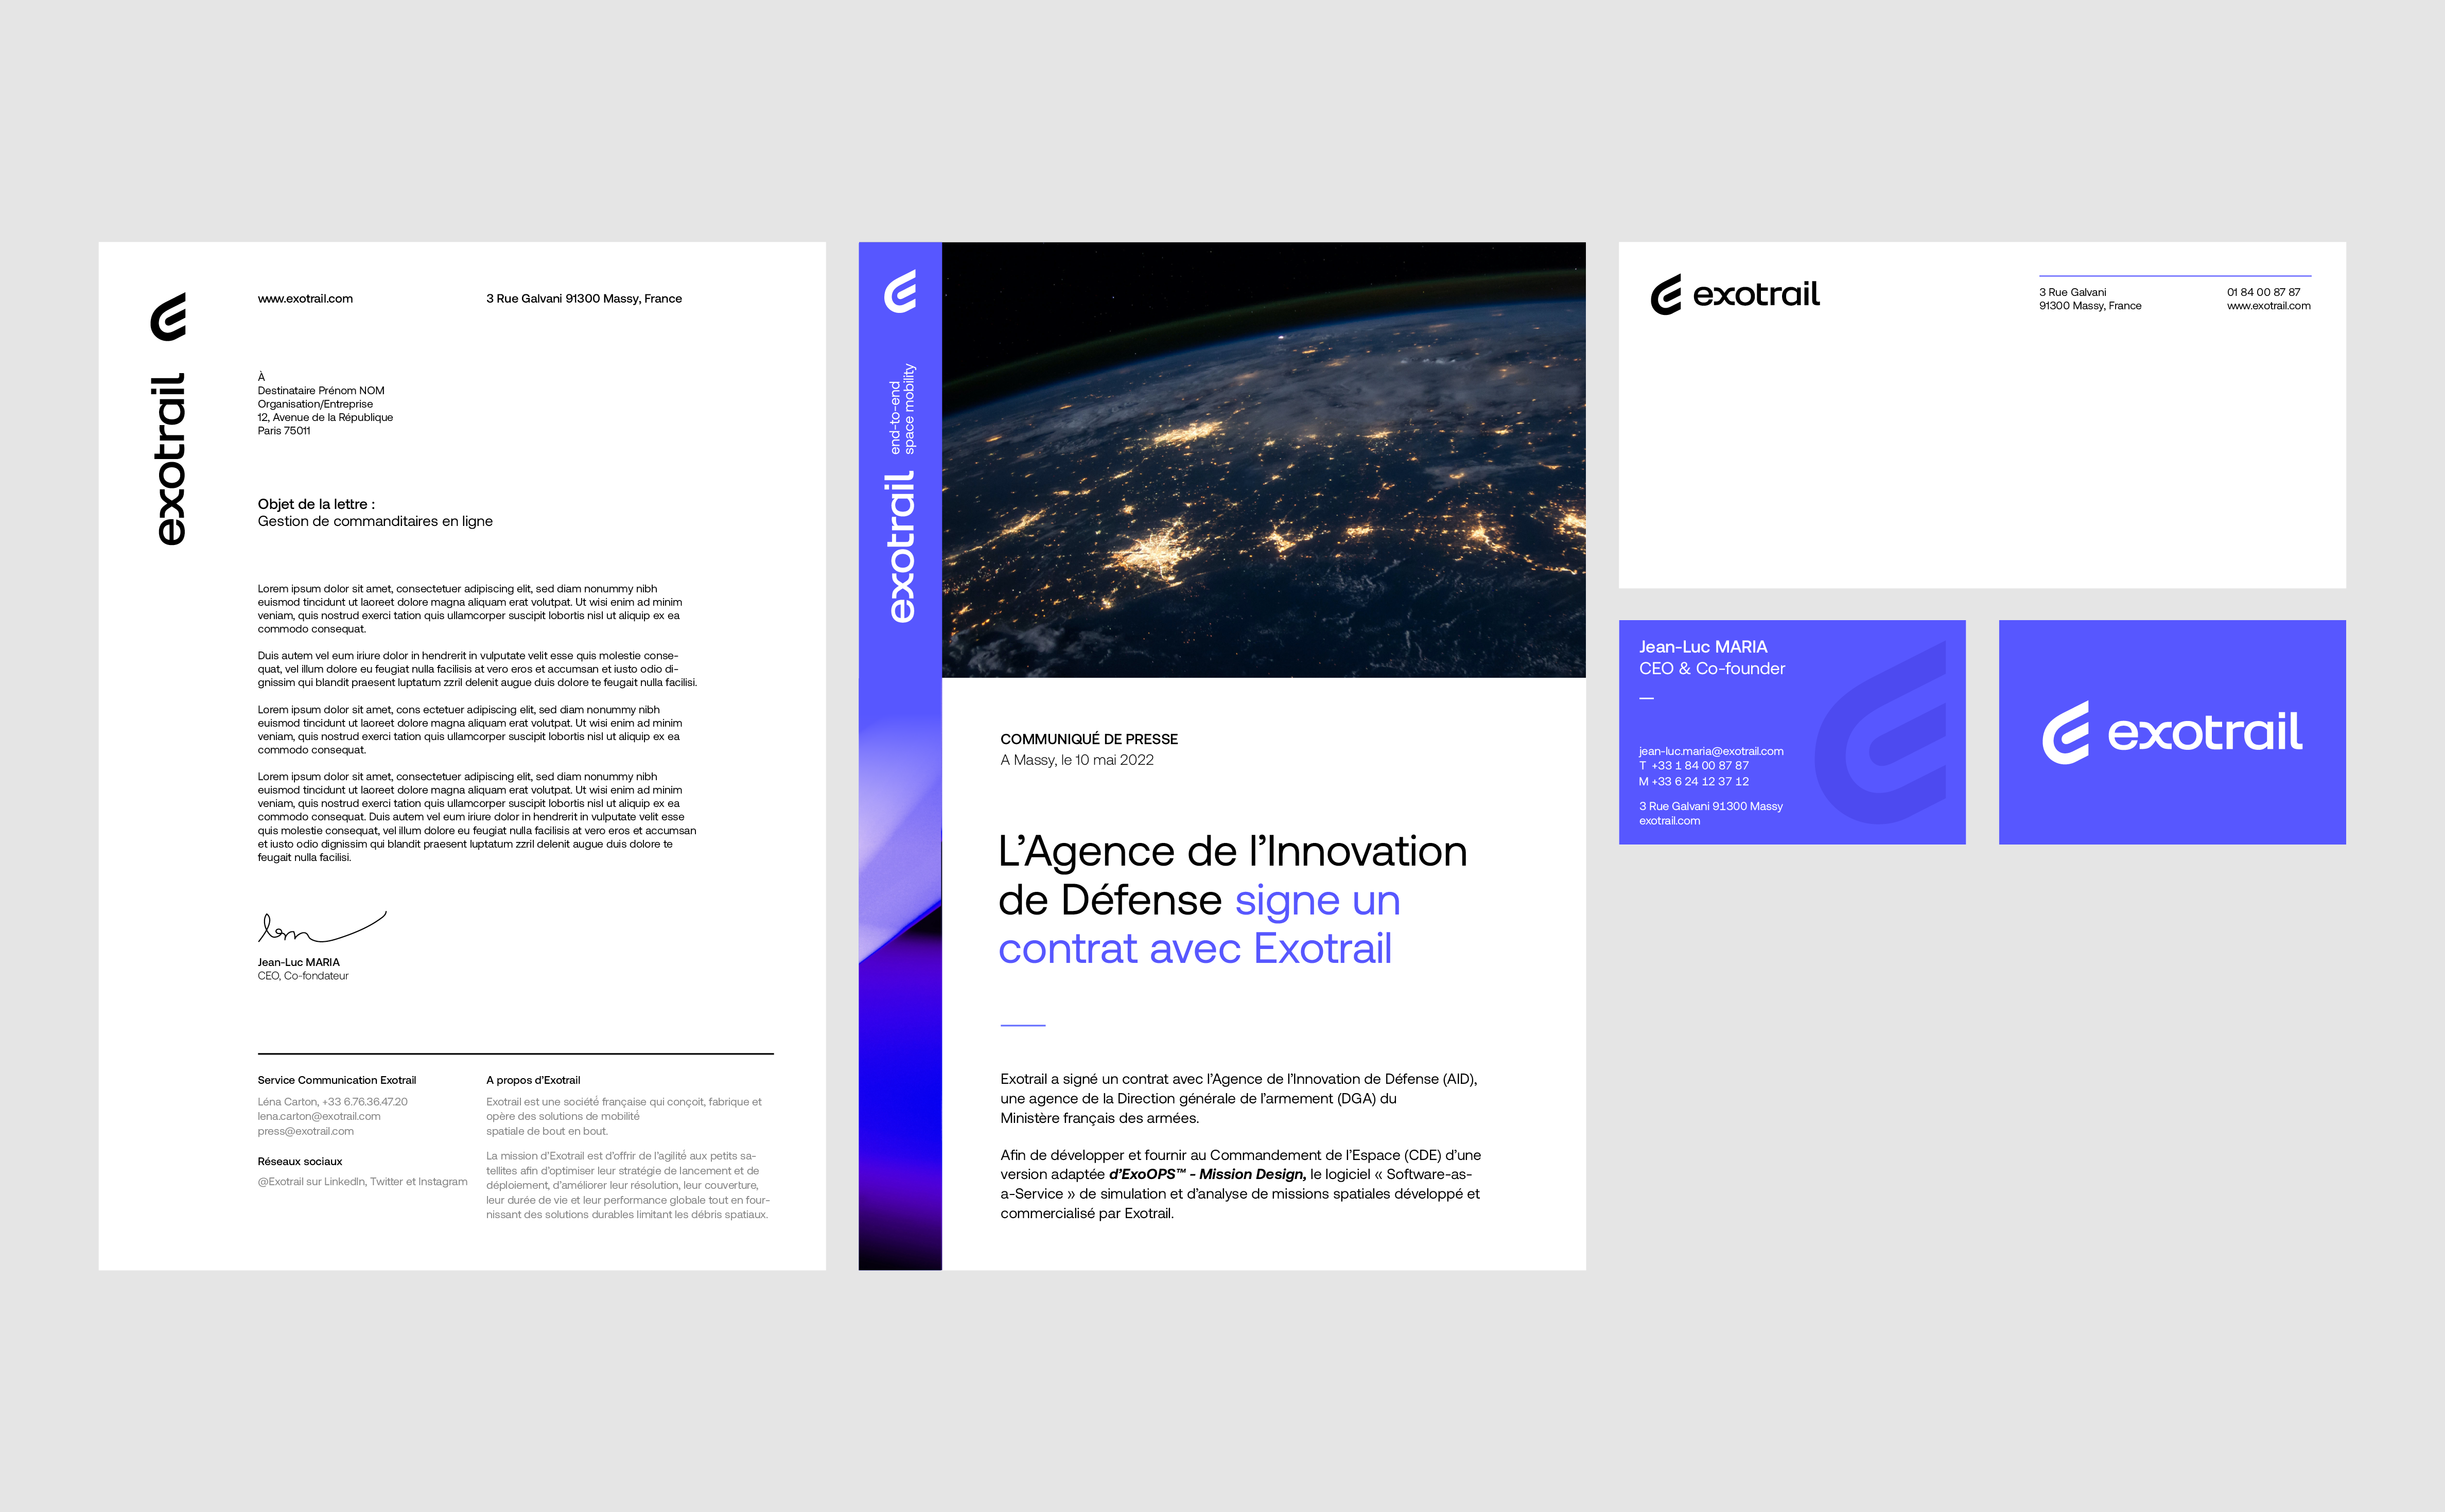 exotrail
www.exotrail.com
3 Rue Galvani 91300 Massy, France
À
Destinataire Prénom NOM
Organisation/Entreprise
12, Avenue de la République
Paris 75011
Objet de la lettre :
Gestion de commanditaires en ligne
Lorem ipsum dolor sit amet, consectetuer adipiscing elit, sed diam nonummy nibh
euismod tincidunt ut laoreet dolore magna aliquam erat volutpat. Ut wisi enim ad minim
veniam, quis nostrud exerci tation quis ullamcorper suscipit lobortis nisl ut aliquip ex ea
commodo consequat.
Duis autem vel eum iriure dolor in hendrerit in vulputate velit esse quis molestie conse-
quat, vel illum dolore eu feugiat nulla facilisis at vero eros et accumsan et iusto odio di-
gnissim qui blandit praesent luptatum zzril delenit augue duis dolore te feugait nulla facilisi.
Lorem ipsum dolor sit amet, cons ectetuer adipiscing elit, sed diam nonummy nibh
euismod tincidunt ut laoreet dolore magna aliquam erat volutpat. Ut wisi enim ad minim
veniam, quis nostrud exerci tation quis ullamcorper suscipit lobortis nisl ut aliquip ex ea
commodo consequat.
Lorem ipsum dolor sit amet, consectetuer adipiscing elit, sed diam nonummy nibh
euismod tincidunt ut laoreet dolore magna aliquam erat volutpat. Ut wisi enim ad minim
veniam, quis nostrud exerci tation quis ullamcorper suscipit lobortis nisl ut aliquip ex ea
commodo consequat. Duis autem vel eum iriure dolor in hendrerit in vulputate velit esse
quis molestie consequat, vel illum dolore eu feugiat nulla facilisis at vero eros et accumsan
et iusto odio dignissim qui blandit praesent luptatum zzril delenit augue duis dolore te
feugait nulla facilisi.
Jean-Luc MARIA
CEO, Co-fondateur
Service Communication Exotrail
Léna Carton, +33 6.76.36.47.20
lena.carton@exotrail.com
press@exotrail.com
Réseaux sociaux
@Exotrail sur LinkedIn, Twitter et Instagram
A propos d’Exotrail
Exotrail est une société française qui conçoit, fabrique et
opère des solutions de mobilité
spatiale de bout en bout.
La mission d’Exotrail est d’offrir de l’agilité aux petits sa-
tellites afin d’optimiser leur stratégie de lancement et de
déploiement, d’améliorer leur résolution, leur couverture,
leur durée de vie et leur performance globale tout en four-
nissant des solutions durables limitant les débris spatiaux.
exotrail
end-to-end
space mobility
COMMUNIQUÉ DE PRESSE
A Massy, le 10 mai 2022
L’Agence de l’Innovation
de Défense signe un
contrat avec Exotrail
Exotrail a signé un contrat avec l’Agence de l’Innovation de Défense (AID),
une agence de la Direction générale de l’armement (DGA) du
Ministère français des armées.
Afin de développer et fournir au Commandement de l’Espace (CDE) d’une
version adaptée d’ExoOPS™ - Mission Design, le logiciel « Software-as-
a-Service » de simulation et d’analyse de missions spatiales développé et
commercialisé par Exotrail.
exotrail
3 Rue Galvani
91300 Massy, France
01 84 00 87 87
www.exotrail.com
Jean-Luc MARIA
CEO & Co-founder
jean-luc.maria@exotrail.com
T +33 1 84 00 87 87
M +33 6 24 12 37 12
3 Rue Galvani 91300 Massy
exotrail.com
exotrail